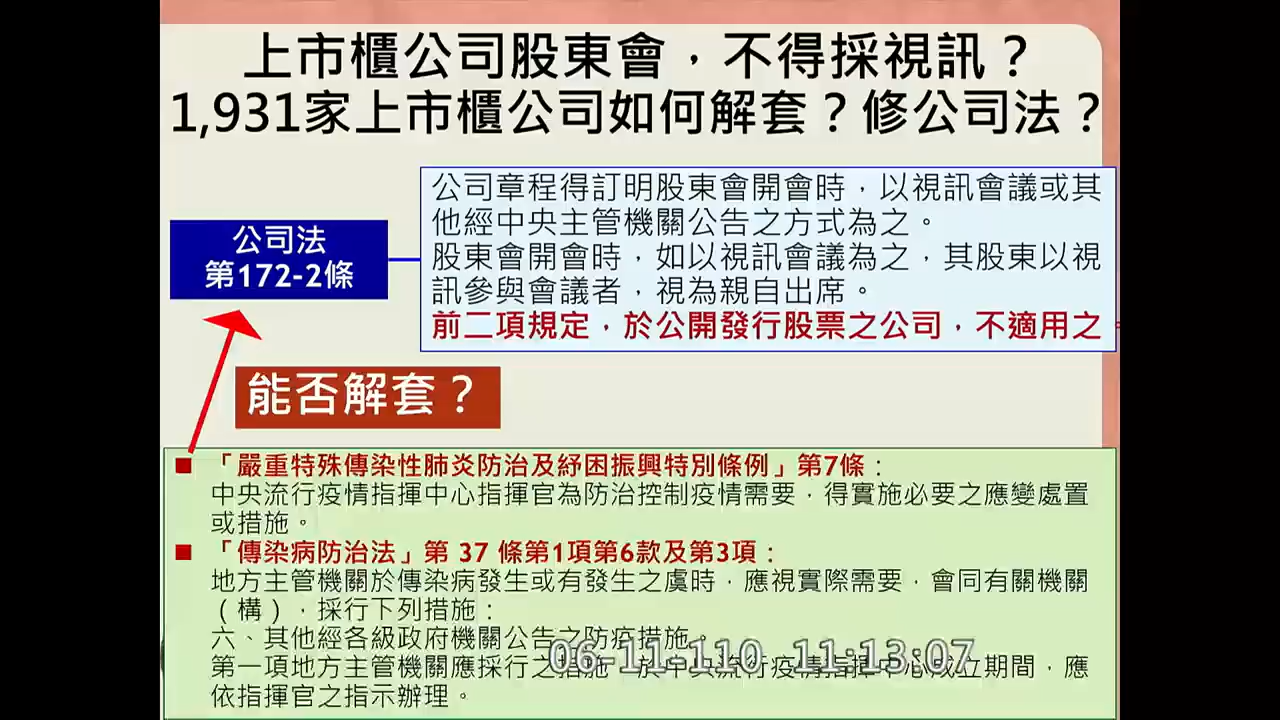 上市櫃公司股東會，不得採視訊？
1,931家上市櫃公司如何解套？修公司法？
公司法
第172-2條
公司章程得訂明股東會開會時，以視訊會議或其
他經中央主管機關公告之方式為之。
股東會開會時，如以視訊會議為之，其股東以視
訊參與會議者，視為親自出席。
前二項規定，於公開發行股票之公司，不適用之。
能否解套？
■ 「嚴重特殊傳染性肺炎防治及紓困振興特別條例」第7條：
中央流行疫情指揮中心指揮官為防治控制疫情需要，得實施必要之應變處置
或措施。
■ 「傳染病防治法」第 37 條第1項第6款及第3項：
地方主管機關於傳染病發生或有發生之虞時，應視實際需要，會同有關機關
（構），採行下列措施：
六、其他經各級政府機關公告之防疫措施。
第一項地方主管機關應採行之措施，於中央流行疫情指揮中心成立期間，應
依指揮官之指示辦理。
06-11-110 11:13:07